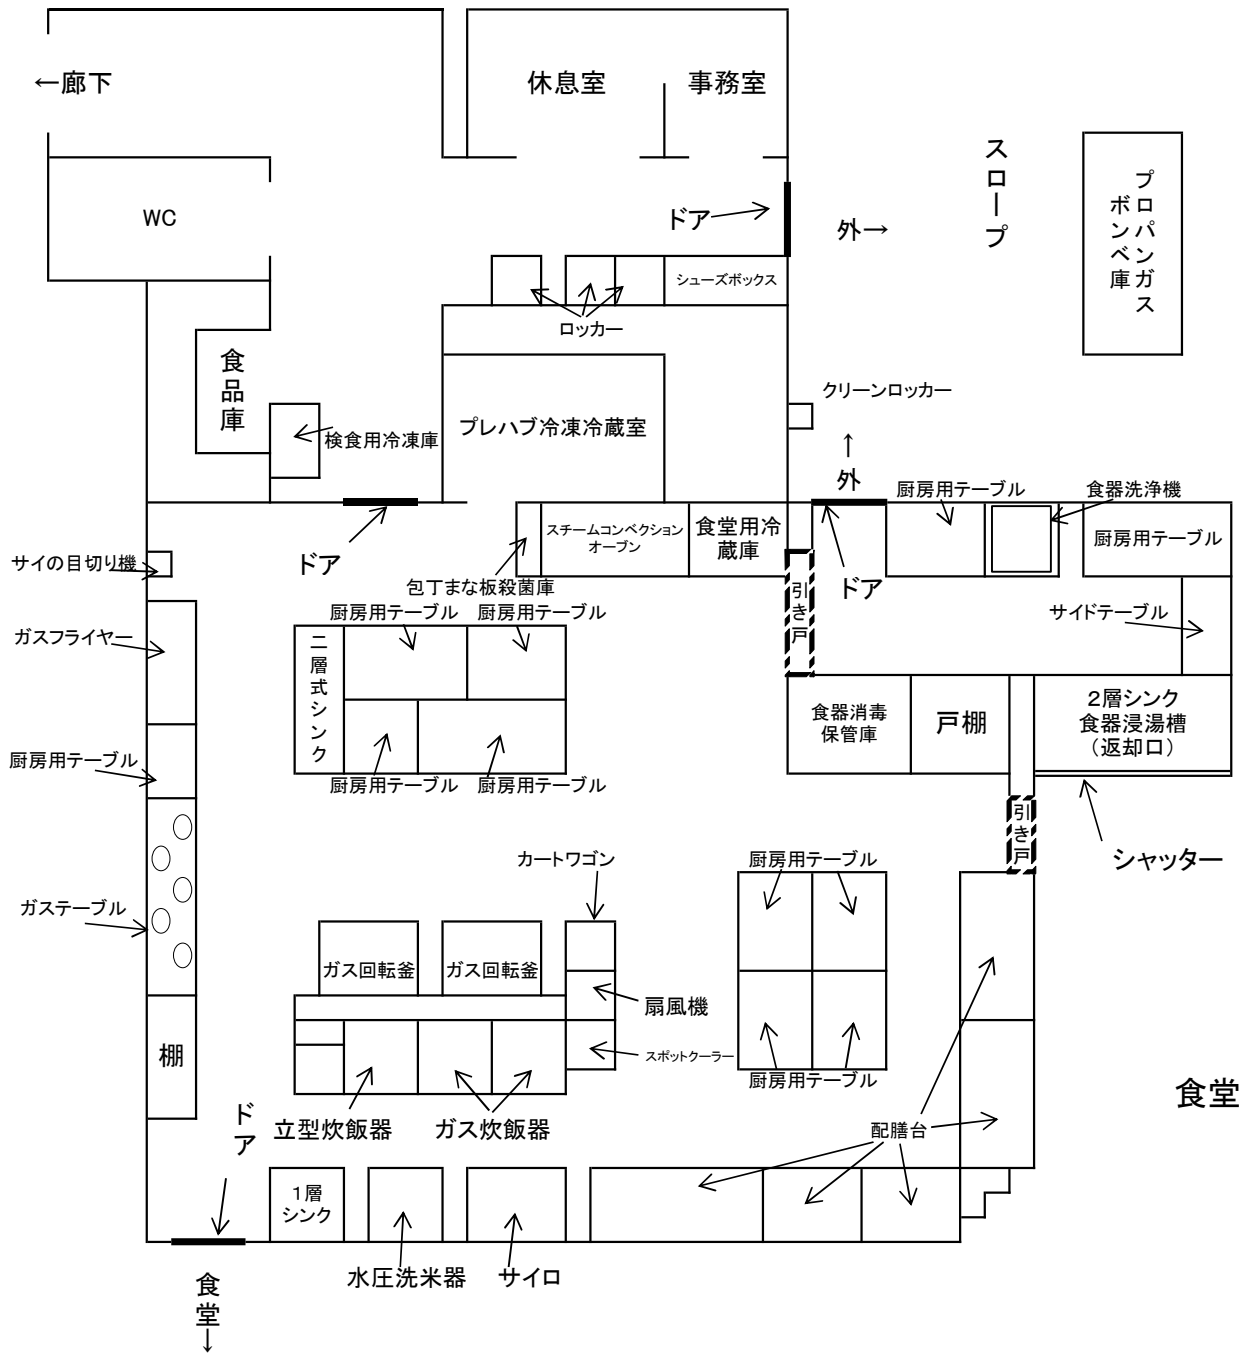 ←廊下
休息室
事務室
スロープ
プロパンガス
ボンベ庫
WC
ドア
外→
シューズボックス
ロッカー
食品庫
検食用冷凍庫
プレハブ冷凍冷蔵室
クリーンロッカー
↑
外
厨房用テーブル
食器洗浄機
スチームコンベクション
オーブン
食堂用冷
蔵庫
厨房用テーブル
サイの目切り機
ドア
包丁まな板殺菌庫
引き戸
ドア
厨房用テーブル
厨房用テーブル
サイドテーブル
ガスフライヤー
二層式シンク
食器消毒
保管庫
戸棚
2層シンク
食器浸湯槽
（返却口）
厨房用テーブル
厨房用テーブル
厨房用テーブル
引き戸
シャッター
カートワゴン
厨房用テーブル
ガステーブル
ガス回転釜
ガス回転釜
扇風機
棚
スポットクーラー
厨房用テーブル
食堂
ドア
立型炊飯器
ガス炊飯器
配膳台
1層
シンク
水圧洗米器
サイロ
食堂↓